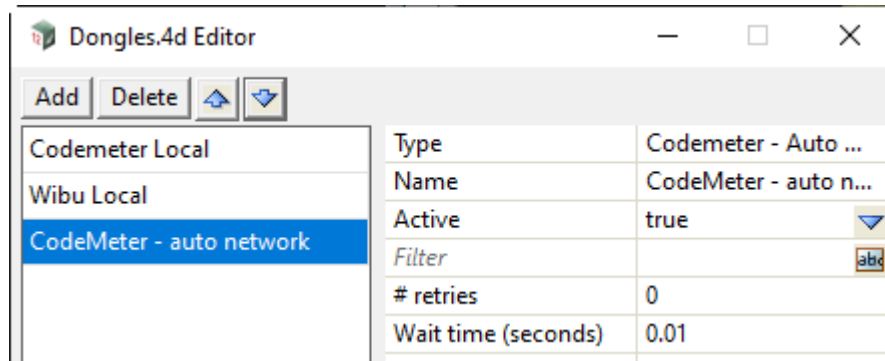 Dongles.4d Editor
Add Delete
Codemeter Local
Wibu Local
CodeMeter - auto network
Type Codemeter - Auto ...
Name CodeMeter - auto n...
Active true
Filter abc
# retries 0
Wait time (seconds) 0.01